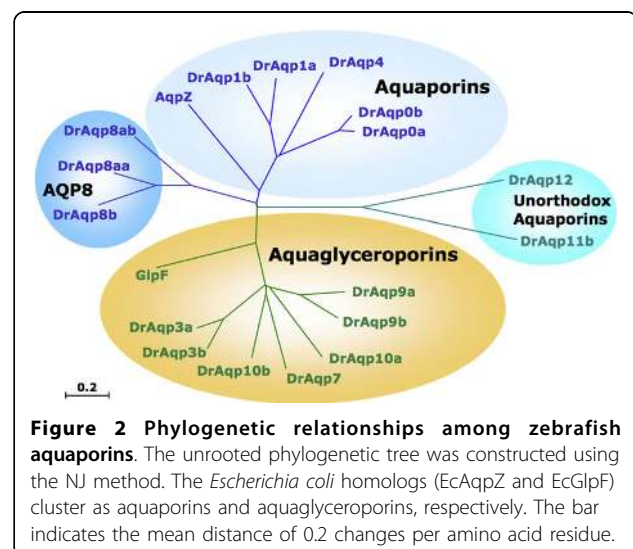 DrAqp1a
DrAqp4
DrAqp1b
Aquaporins
AqpZ
DrAqp0b
DrAqp0a
DrAqp8ab
DrAqp8aa
AQP8
DrAqp8b
DrAqp12
Unorthodox
Aquaporins
DrAqp11b
Aquaglyceroporins
GlpF
DrAqp9a
DrAqp9b
DrAqp3a
DrAqp3b
DrAqp10a
DrAqp10b
DrAqp7
0.2
Figure 2 Phylogenetic relationships among zebrafish
aquaporins. The unrooted phylogenetic tree was constructed using
the NJ method. The Escherichia coli homologs (EcAqpZ and EcGlpF)
cluster as aquaporins and aquaglyceroporins, respectively. The bar
indicates the mean distance of 0.2 changes per amino acid residue.